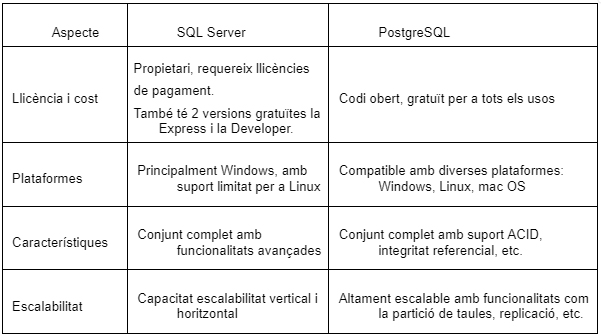 Aspecte
SQL Server
PostgreSQL
Llicència i cost
Propietari, requereix llicències
de pagament.
També té 2 versions gratuïtes la
Express i la Developer.
Codi obert, gratuït per a tots els usos
Plataformes
Principalment Windows, amb
suport limitat per a Linux
Compatible amb diverses plataformes:
Windows, Linux, mac OS
Característiques
Conjunt complet amb
funcionalitats avançades
Conjunt complet amb suport ACID,
integritat referencial, etc.
Escalabilitat
Capacitat escalabilitat vertical i
horitzontal
Altament escalable amb funcionalitats com
la partició de taules, replicació, etc.